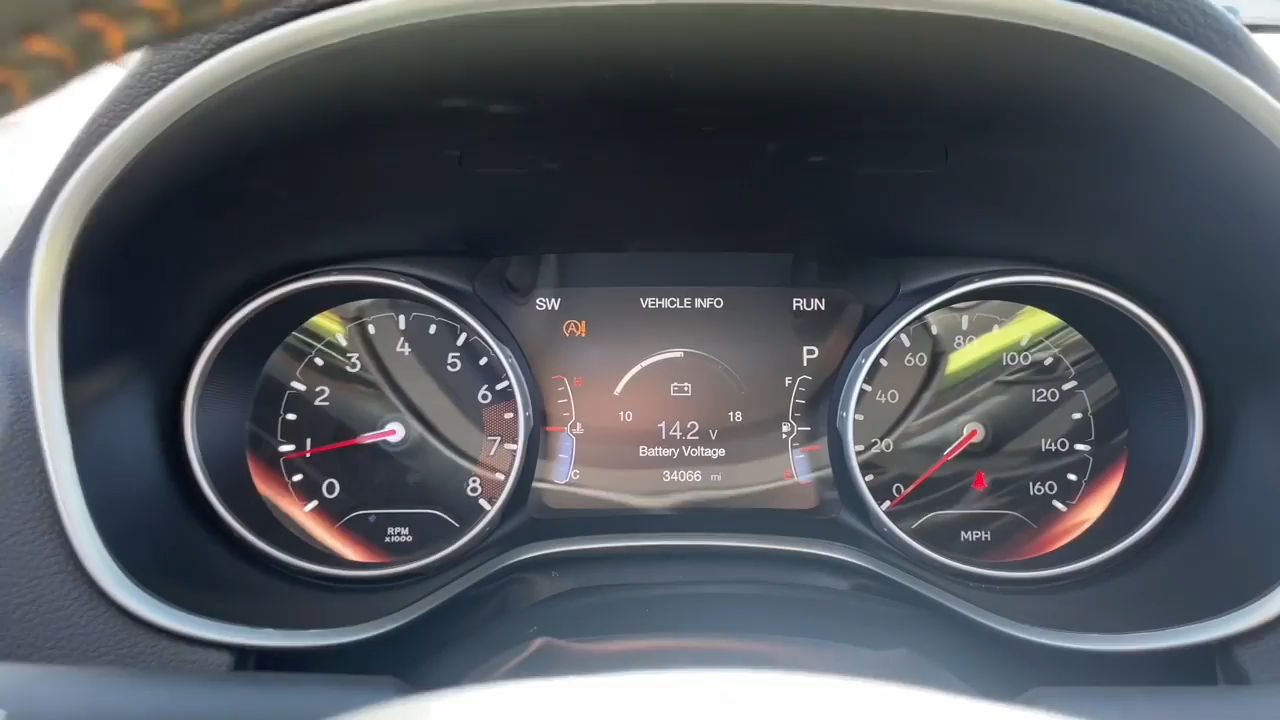 SW VEHICLE INFO RUN
A!
P
0 1 2 3 4 5 6 7 8
RPM
x1000
H
C
10 18
14.2 V
Battery Voltage
34066 mi
F
E
0 20 40 60 80 100 120 140 160
MPH